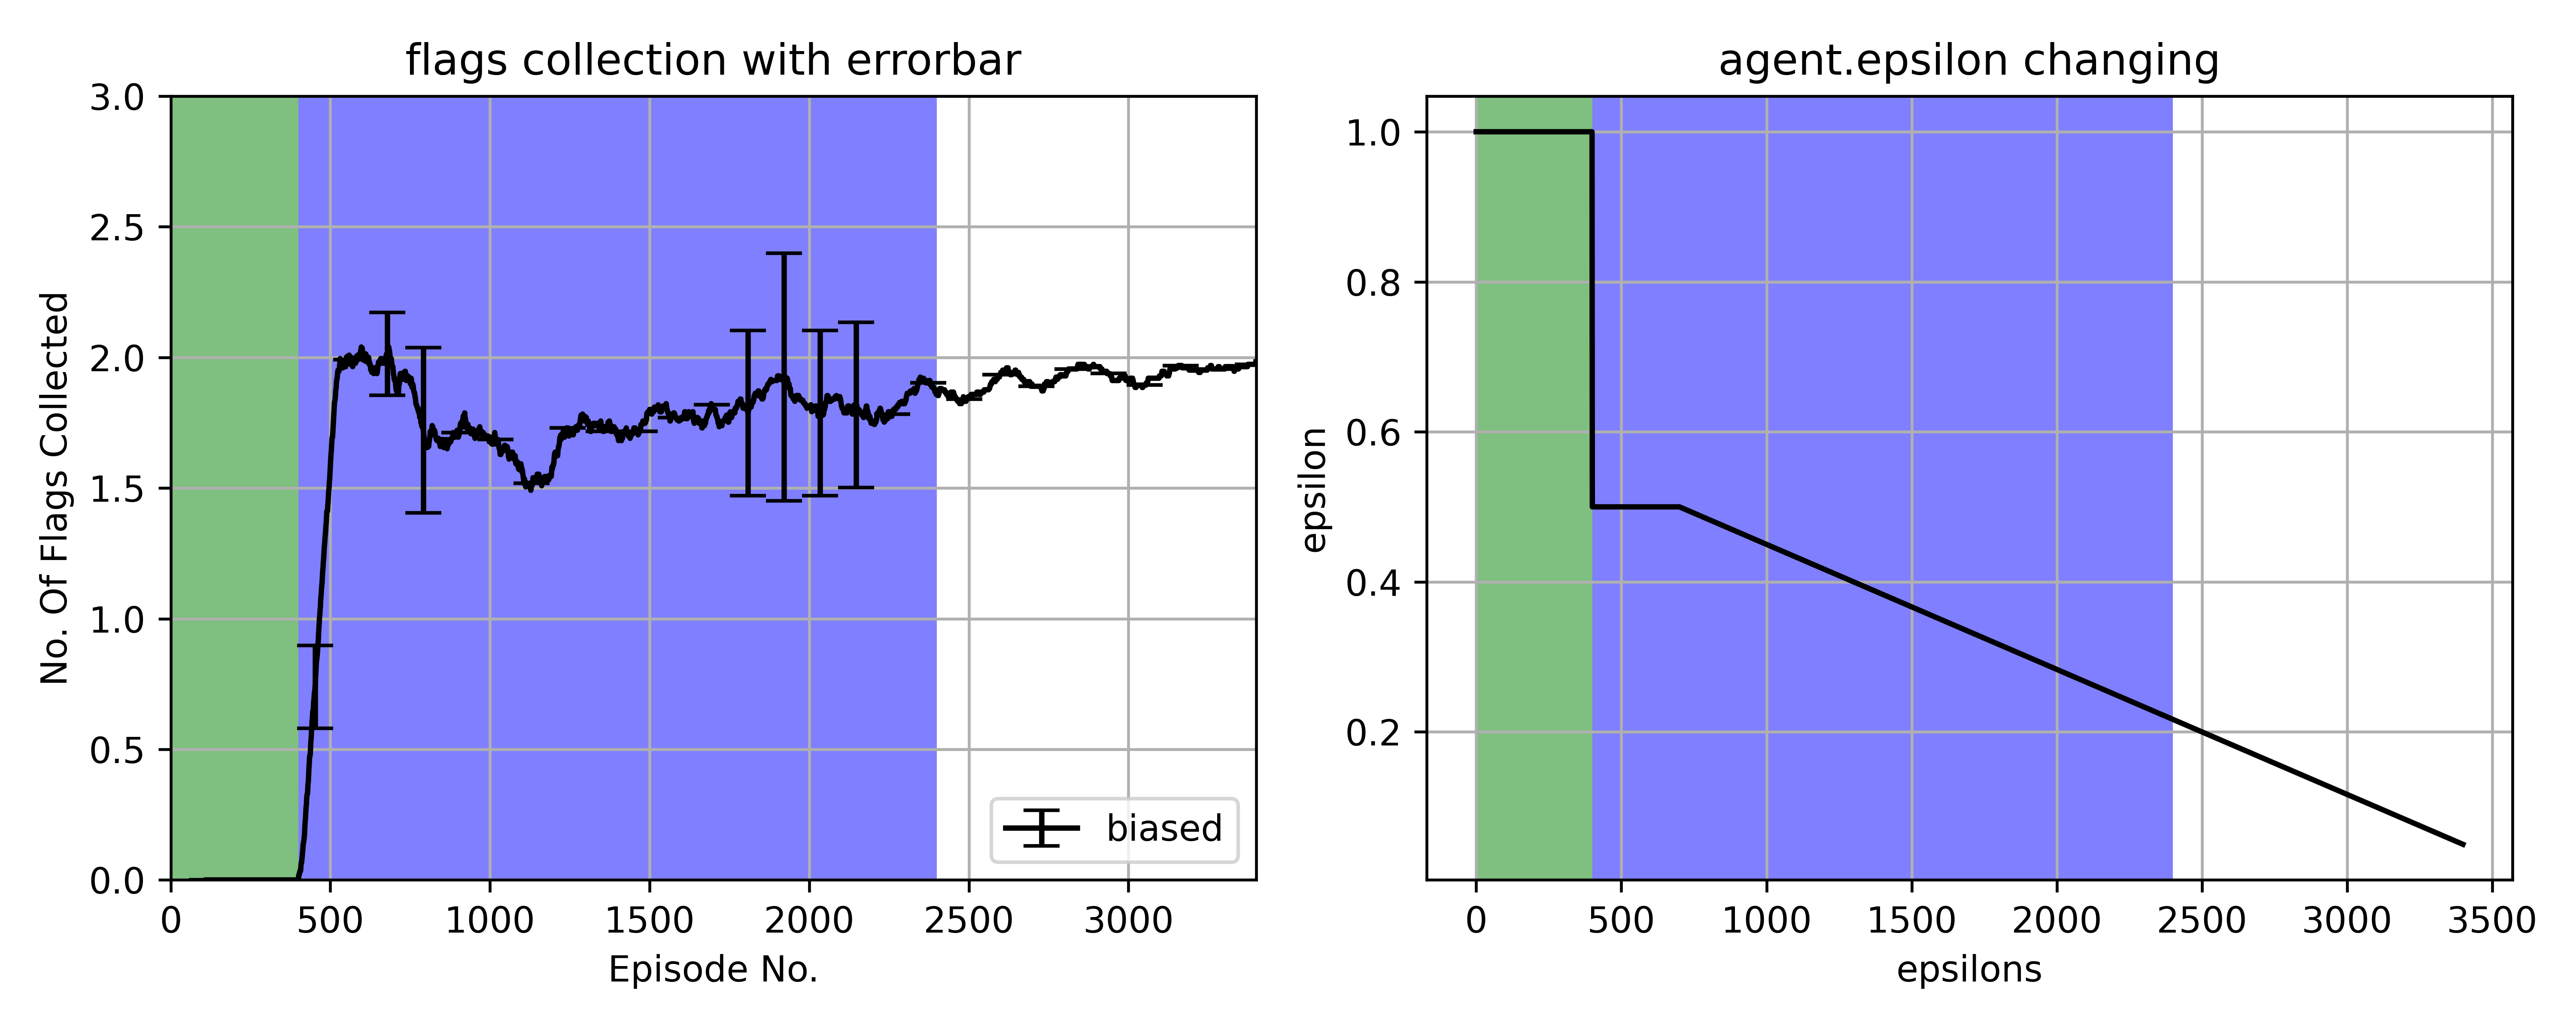 flags collection with errorbar
3.0
2.5
2.0
1.5
1.0
0.5
0.0
No. Of Flags Collected
0 500 1000 1500 2000 2500 3000
Episode No.
biased
agent.epsilon changing
1.0
0.8
0.6
0.4
0.2
epsilon
0 500 1000 1500 2000 2500 3000 3500
epsilons